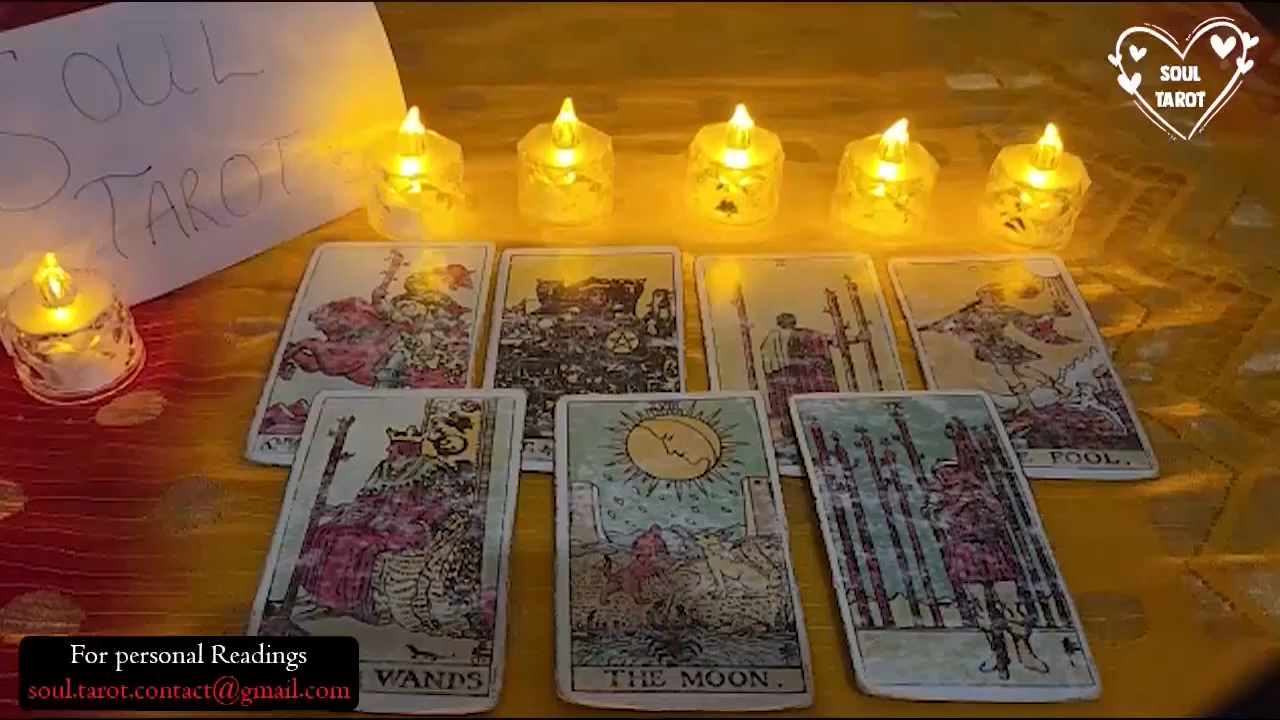 SOUL
TAROT
SOUL
TAROT
FOOL.
WANDS
THE MOON.
For personal Readings
soul.tarot.contact@gmail.com